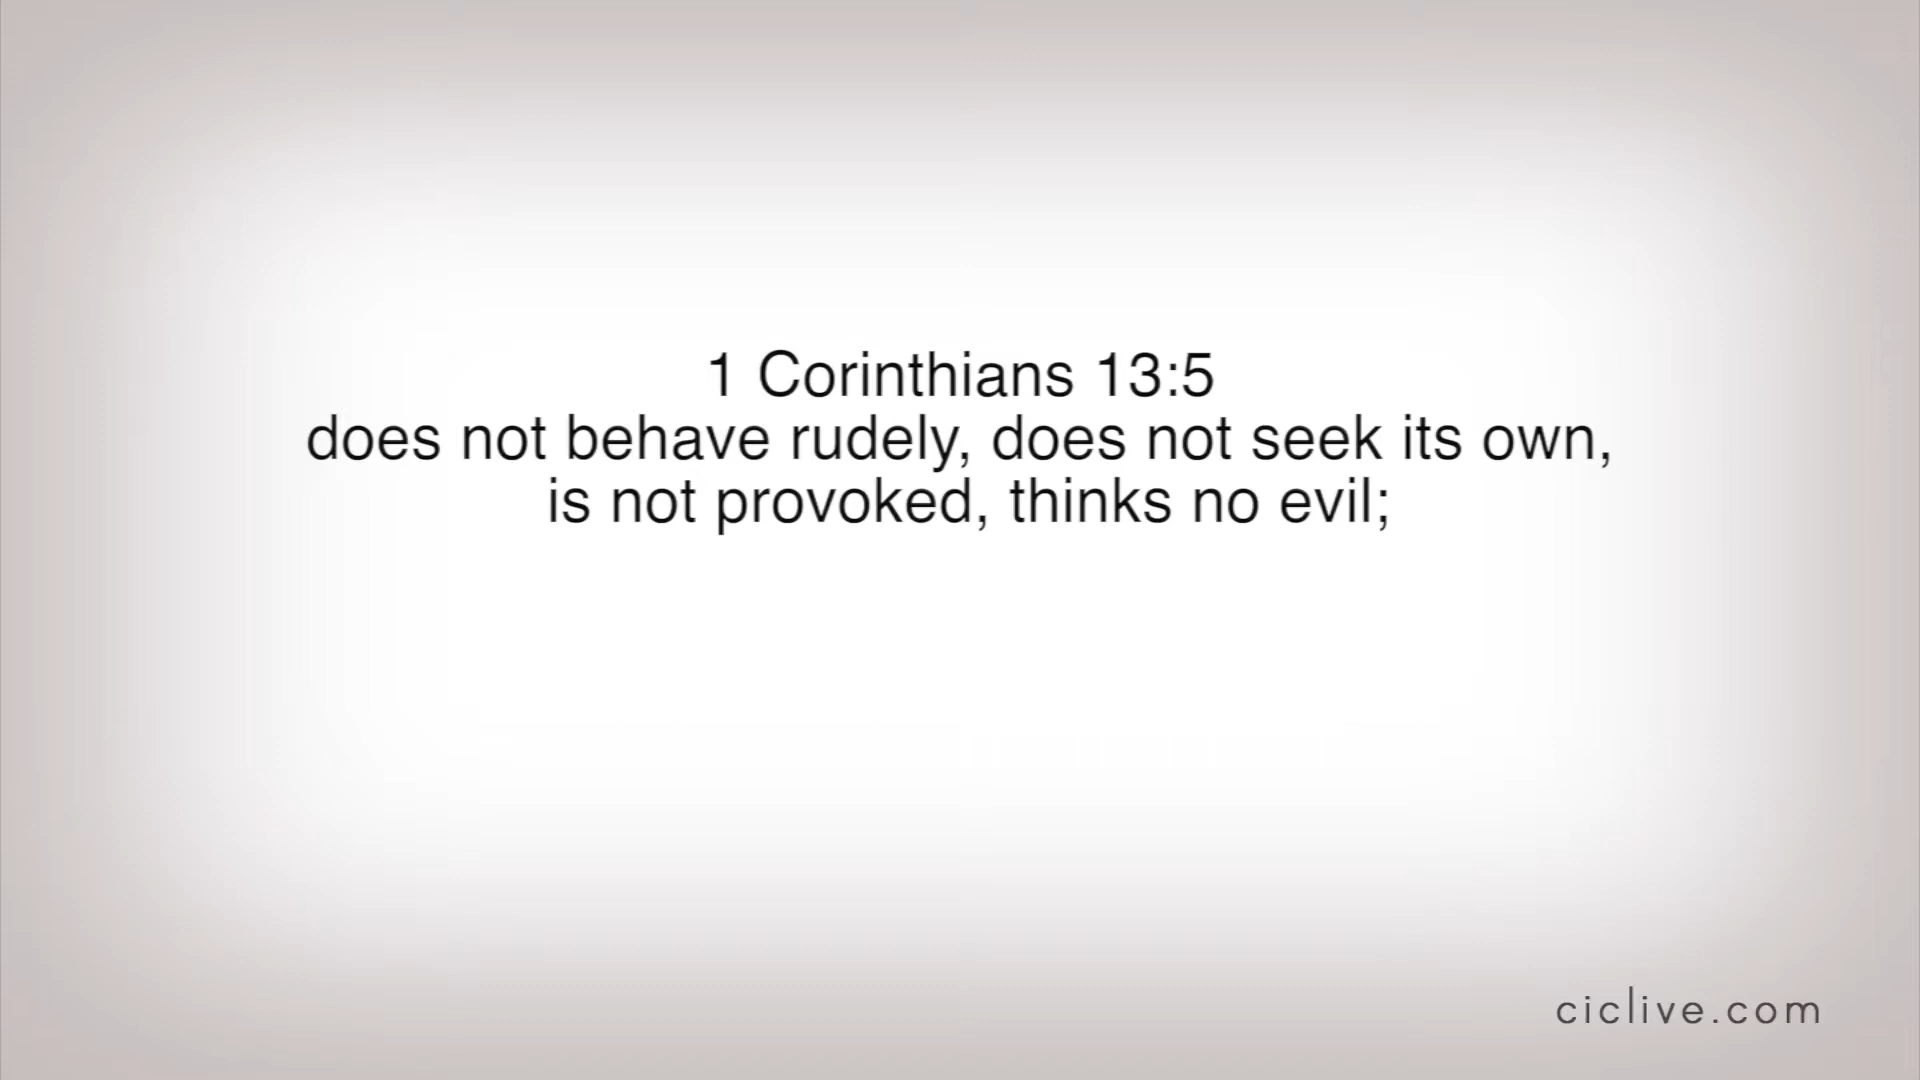 1 Corinthians 13:5
does not behave rudely, does not seek its own,
is not provoked, thinks no evil;
ciclive.com